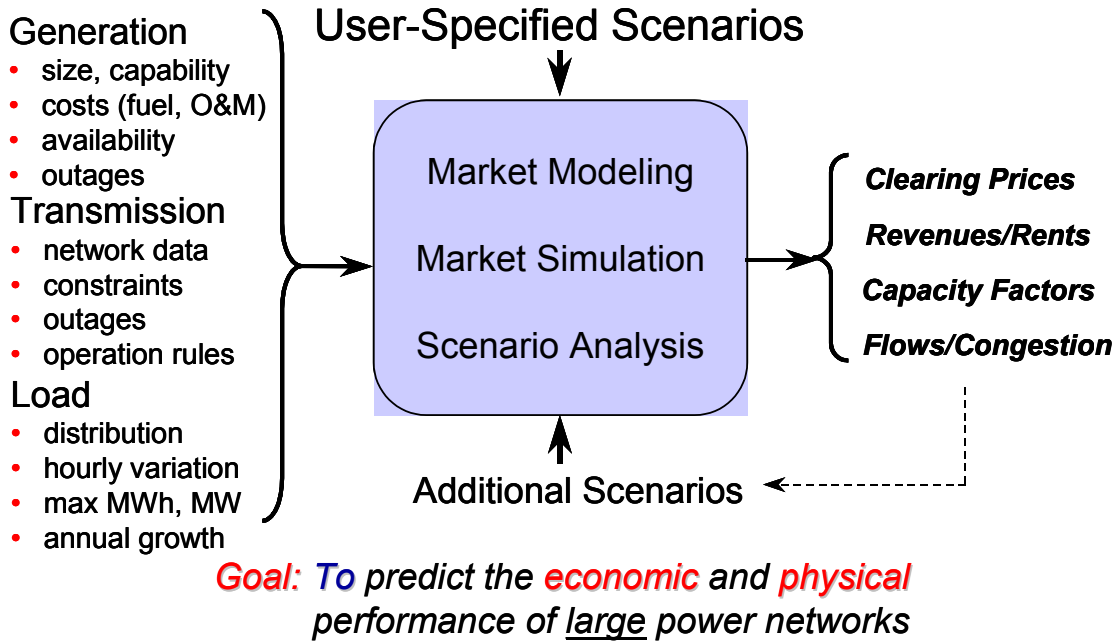 Generation
• size, capability
• costs (fuel, O&M)
• availability
• outages
Transmission
• network data
• constraints
• outages
• operation rules
Load
• distribution
• hourly variation
• max MWh, MW
• annual growth
User-Specified Scenarios
Market Modeling
Market Simulation
Scenario Analysis
Additional Scenarios
Clearing Prices
Revenues/Rents
Capacity Factors
Flows/Congestion
Goal: To predict the economic and physical
performance of large power networks